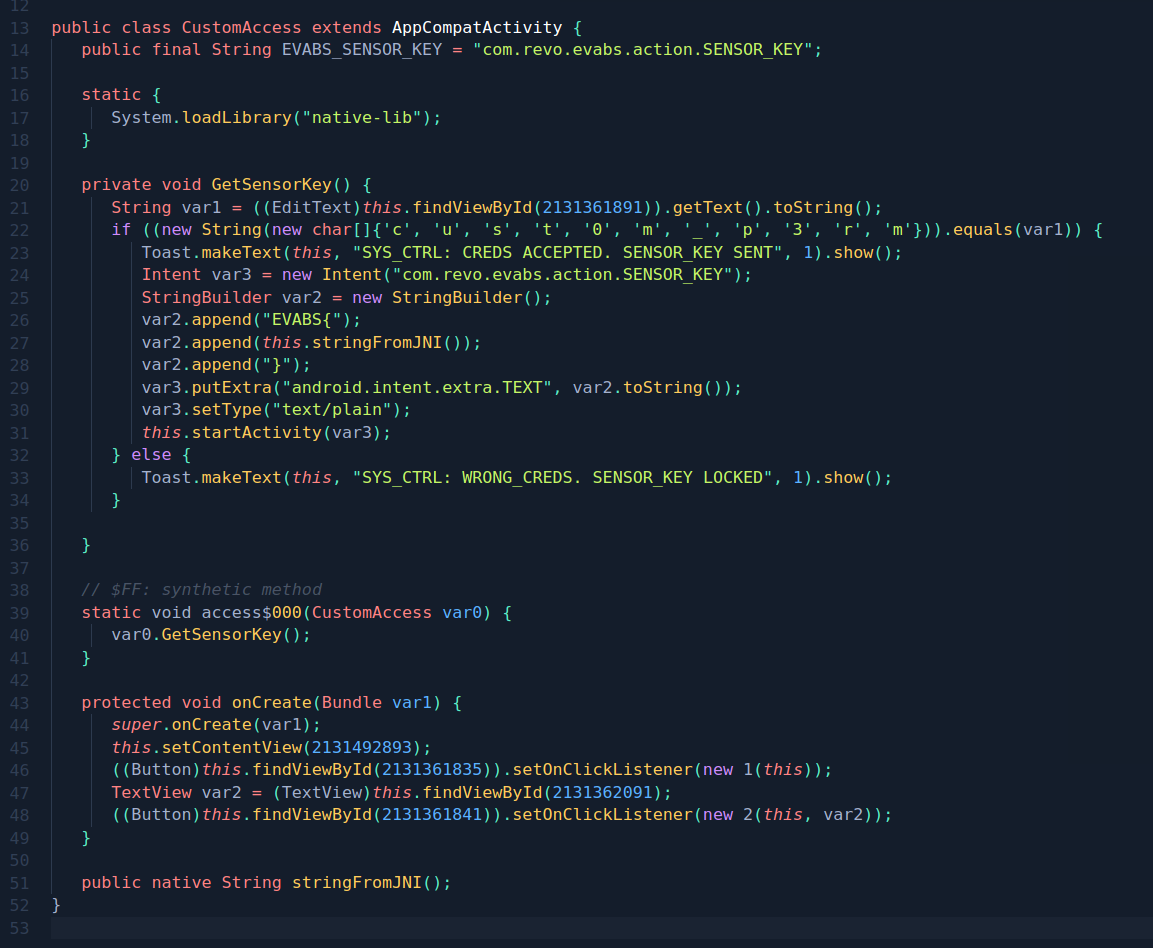 12
13 public class CustomAccess extends AppCompatActivity {
14    public final String EVABS_SENSOR_KEY = "com.revo.evabs.action.SENSOR_KEY";
15
16    static {
17       System.loadLibrary("native-lib");
18    }
19
20    private void GetSensorKey() {
21       String var1 = ((EditText)this.findViewById(2131361891)).getText().toString();
22       if ((new String(new char[]{'c', 'u', 's', 't', '0', 'm', '_', 'p', '3', 'r', 'm'})).equals(var1)) {
23          Toast.makeText(this, "SYS_CTRL: CREDS ACCEPTED. SENSOR_KEY SENT", 1).show();
24          Intent var3 = new Intent("com.revo.evabs.action.SENSOR_KEY");
25          StringBuilder var2 = new StringBuilder();
26          var2.append("EVABS{");
27          var2.append(this.stringFromJNI());
28          var2.append("}");
29          var3.putExtra("android.intent.extra.TEXT", var2.toString());
30          var3.setType("text/plain");
31          this.startActivity(var3);
32       } else {
33          Toast.makeText(this, "SYS_CTRL: WRONG_CREDS. SENSOR_KEY LOCKED", 1).show();
34       }
35
36    }
37
38    // $FF: synthetic method
39    static void access$000(CustomAccess var0) {
40       var0.GetSensorKey();
41    }
42
43    protected void onCreate(Bundle var1) {
44       super.onCreate(var1);
45       this.setContentView(2131492893);
46       ((Button)this.findViewById(2131361835)).setOnClickListener(new 1(this));
47       TextView var2 = (TextView)this.findViewById(2131362091);
48       ((Button)this.findViewById(2131361841)).setOnClickListener(new 2(this, var2));
49    }
50
51    public native String stringFromJNI();
52 }
53